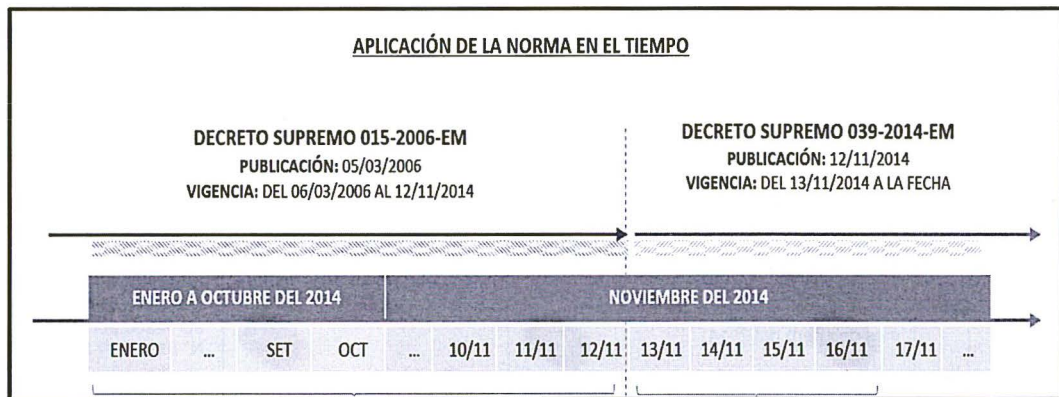 APLICACIÓN DE LA NORMA EN EL TIEMPO
DECRETO SUPREMO 015-2006-EM
PUBLICACIÓN: 05/03/2006
VIGENCIA: DEL 06/03/2006 AL 12/11/2014
DECRETO SUPREMO 039-2014-EM
PUBLICACIÓN: 12/11/2014
VIGENCIA: DEL 13/11/2014 A LA FECHA
ENERO A OCTUBRE DEL 2014 NOVIEMBRE DEL 2014
ENERO ... SET OCT ... 10/11 11/11 12/11 13/11 14/11 15/11 16/11 17/11 ...